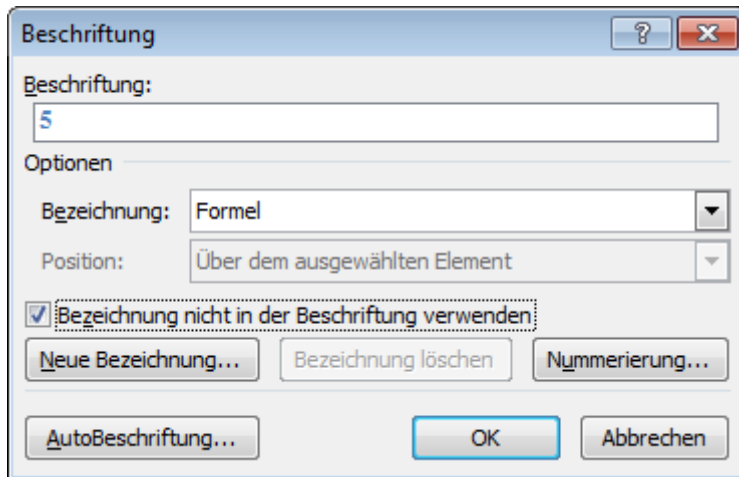 Beschriftung
Beschriftung:
5
Optionen
Bezeichnung: Formel
Position: Über dem ausgewählten Element
Bezeichnung nicht in der Beschriftung verwenden
Neue Bezeichnung... Bezeichnung löschen Nummerierung...
AutoBeschriftung... OK Abbrechen